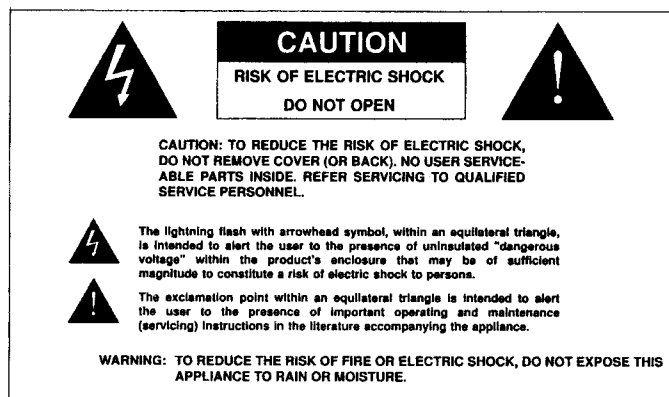 CAUTION
RISK OF ELECTRIC SHOCK
DO NOT OPEN
CAUTION: TO REDUCE THE RISK OF ELECTRIC SHOCK,
DO NOT REMOVE COVER (OR BACK). NO USER SERVICE-
ABLE PARTS INSIDE. REFER SERVICING TO QUALIFIED
SERVICE PERSONNEL.
The lightning flash with arrowhead symbol, within an equilateral triangle,
is intended to alert the user to the presence of uninsulated "dangerous
voltage" within the product's enclosure that may be of sufficient
magnitude to constitute a risk of electric shock to persons.
The exclamation point within an equilateral triangle is intended to alert
the user to the presence of important operating and maintenance
(servicing) instructions in the literature accompanying the appliance.
WARNING: TO REDUCE THE RISK OF FIRE OR ELECTRIC SHOCK, DO NOT EXPOSE THIS
APPLIANCE TO RAIN OR MOISTURE.